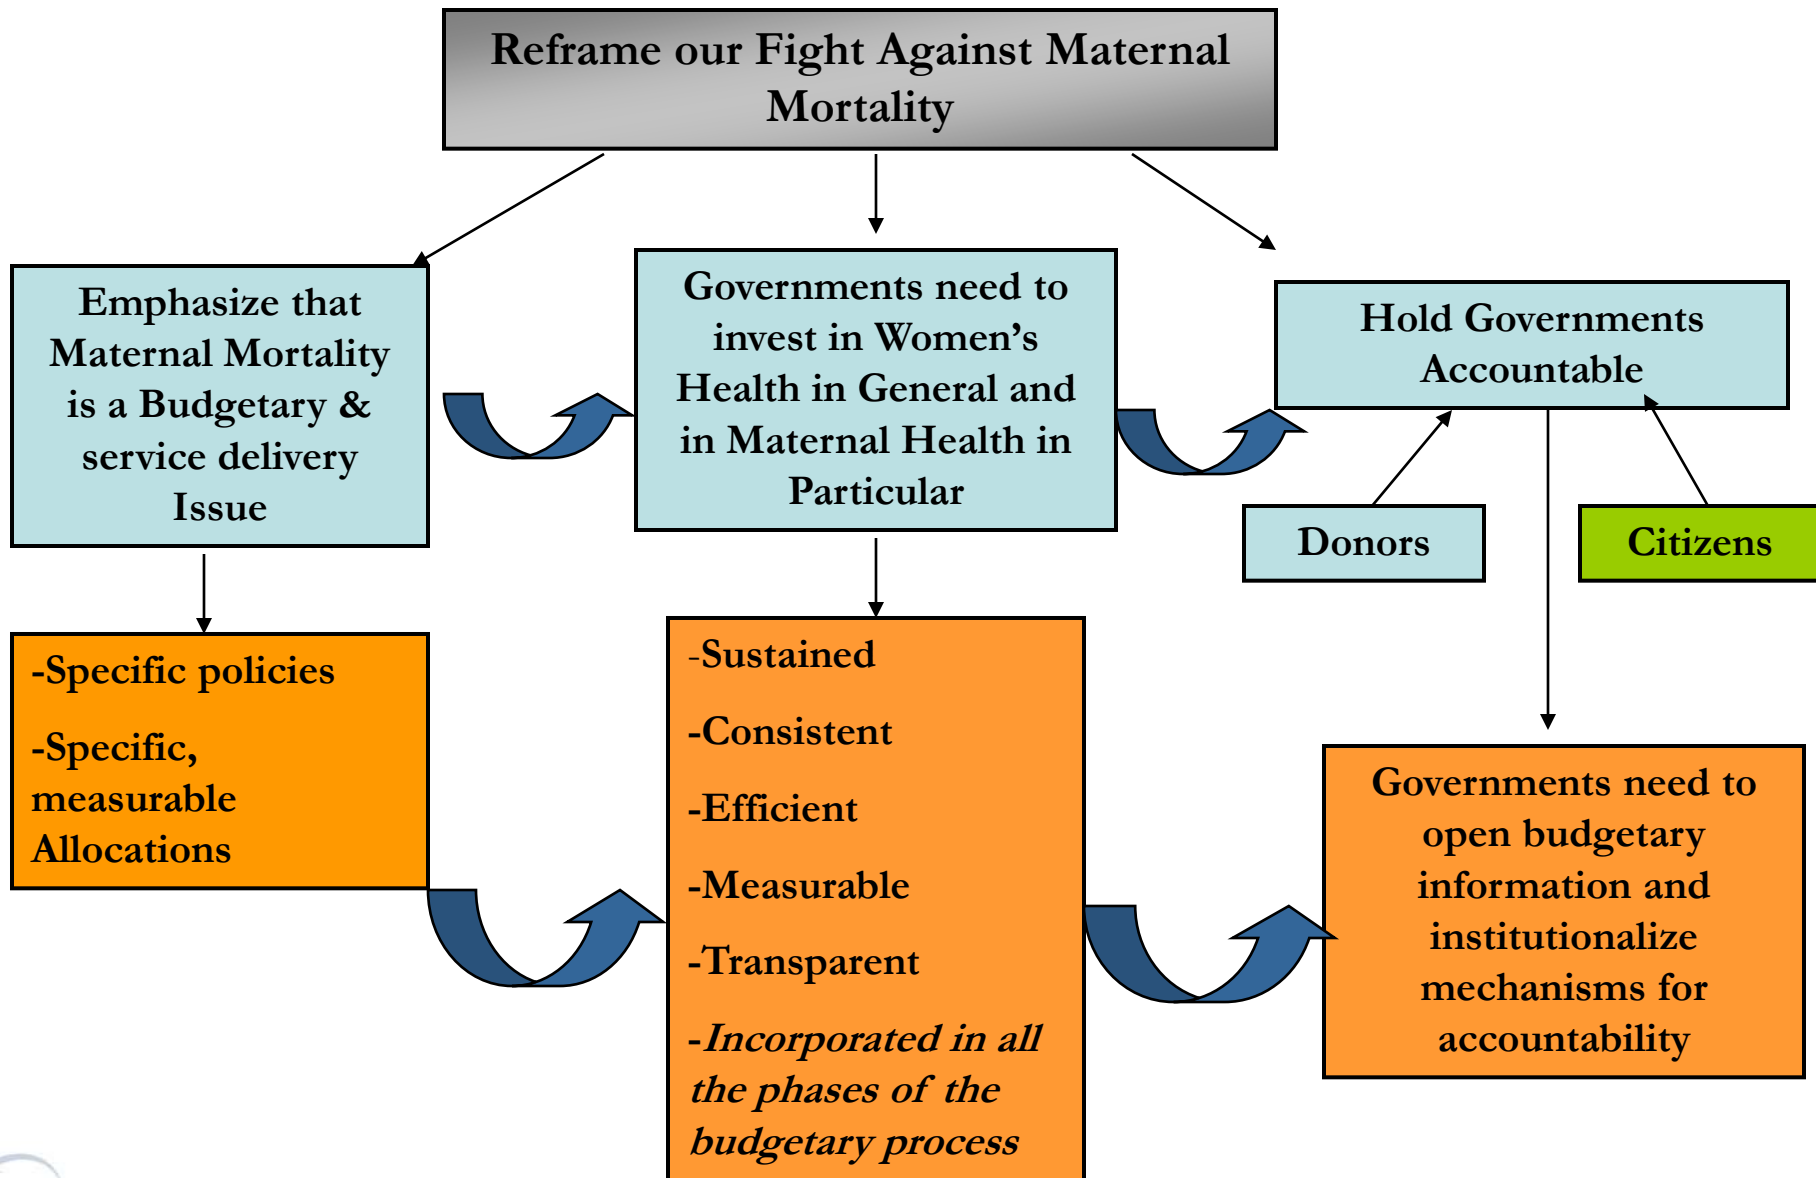 Reframe our Fight Against Maternal
Mortality
Emphasize that
Maternal Mortality
is a Budgetary &
service delivery
Issue
Governments need to
invest in Women’s
Health in General and
in Maternal Health in
Particular
Hold Governments
Accountable
Donors
Citizens
-Specific policies
-Specific,
measurable
Allocations
-Sustained
-Consistent
-Efficient
-Measurable
-Transparent
-Incorporated in all
the phases of the
budgetary process
Governments need to
open budgetary
information and
institutionalize
mechanisms for
accountability